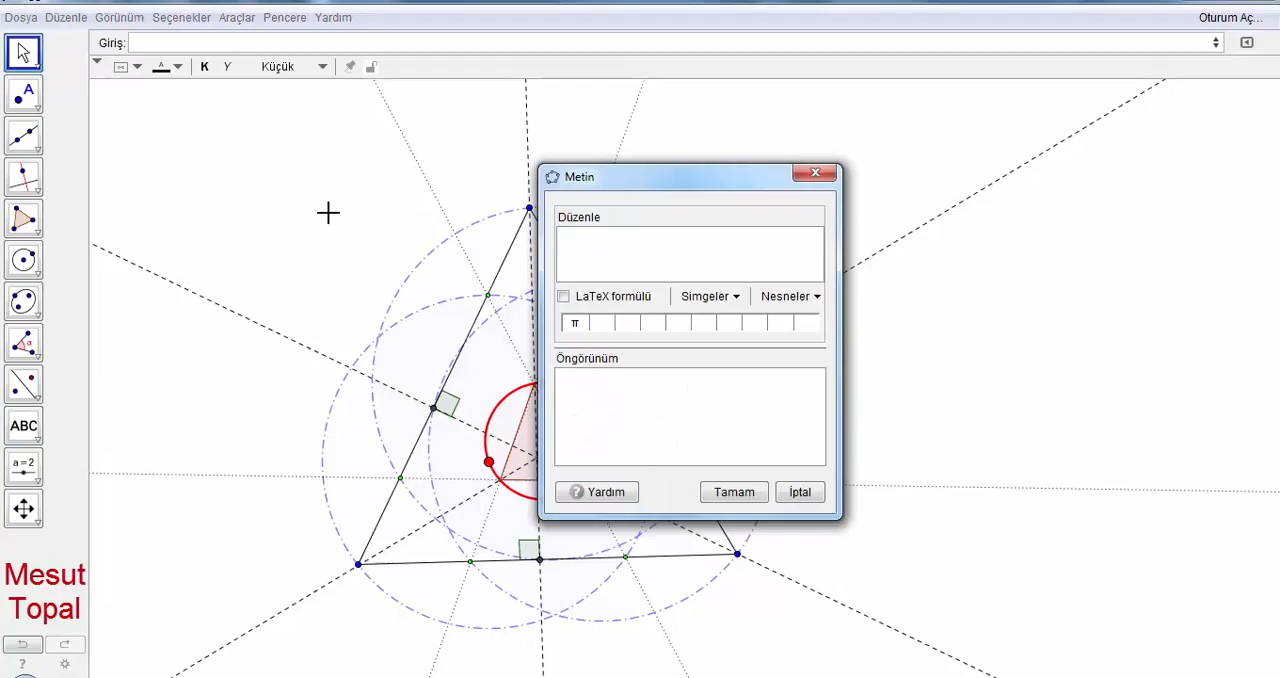 Dosya Düzenle Görünüm Seçenekler Araçlar Pencere Yardım
Oturum Aç...
Giriş:
A K Y Küçük
A
α
ABC
a=2
Metin
Düzenle
LaTeX formülü Simgeler Nesneler
π
Öngörünüm
? Yardım Tamam İptal
Mesut
Topal
?